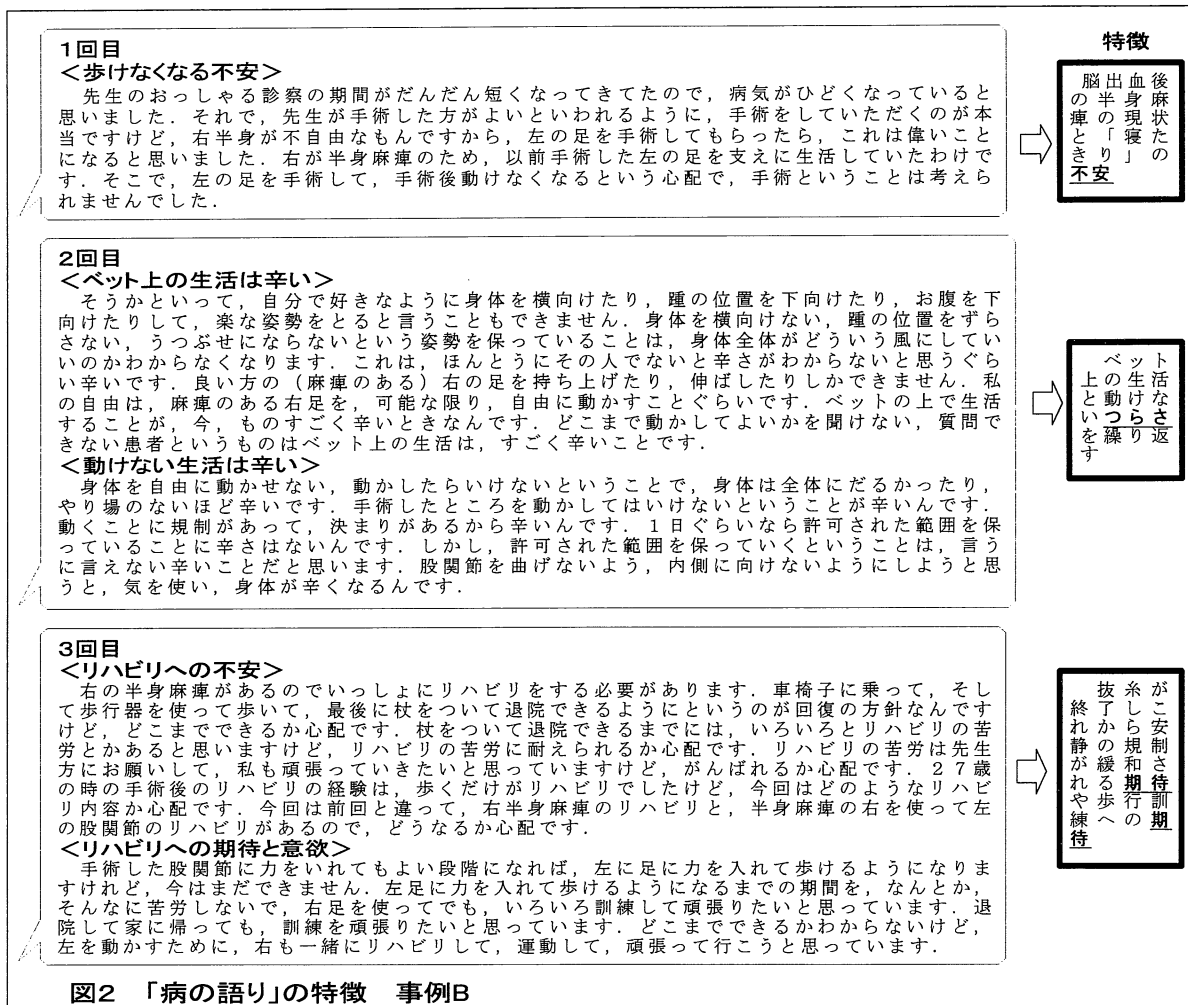 1回目
<歩けなくなる不安>
先生のおっしゃる診察の期間がだんだん短くなってきてたので，病気がひどくなっていると
思いました．それで，先生が手術した方がよいといわれるように，手術をしていただくのが本
当ですけど，右半身が不自由なもんですから，左の足を手術してもらったら，これは偉いこと
になると思いました．右が半身麻痺のため，以前手術した左の足を支えに生活していたわけで
す．そこで，左の足を手術して，手術後動けなくなるという心配で，手術ということは考えら
れませんでした．
特徴
脳出血後
の半身麻
痺の現状
と「寝た
きり」の
不安
2回目
<ベット上の生活は辛い>
そうかといって，自分で好きなように身体を横向けたり，踵の位置を下向けたり，お腹を下
向けたりして，楽な姿勢をとると言うこともできません．身体を横向けない，踵の位置をずら
さない，うつぶせにならないという姿勢を保っていることは，身体全体がどういう風にしてい
いのかわからなくなります．これは，ほんとうにその人でないと辛さがわからないと思うぐら
い辛いです．良い方の（麻痺のある）右の足を持ち上げたり，伸ばしたりしかできません．私
の自由は，麻痺のある右足を，可能な限り，自由に動かすことぐらいです．ベットの上で生活
することが，今，ものすごく辛いときなんです．どこまで動かしてよいかを聞けない，質問で
きない患者というものはベット上の生活は，すごく辛いことです．
<動けない生活は辛い>
身体を自由に動かせない，動かしたらいけないということで，身体は全体にだるかったり，
やり場のないほど辛いです．手術したところを動かしてはいけないということが辛いんです．
動くことに規制があって，決まりがあるから辛いんです．１日ぐらいなら許可された範囲を保
っていることに辛さはないんです．しかし，許可された範囲を保っていくということは，言う
に言えない辛いことだと思います．股関節を曲げないよう，内側に向けないようにしようと思
うと，気を使い，身体が辛くなるんです．
ベット
上の生活
と動けな
いつらさ
を繰り返
す
3回目
<リハビリへの不安>
右の半身麻痺があるのでいっしょにリハビリをする必要があります．車椅子に乗って，そし
て歩行器を使って歩いて，最後に杖をついて退院できるようにというのが回復の方針なんです
けど，どこまでできるか心配です．杖をついて退院できるまでには，いろいろとリハビリの苦
労とかあると思いますけど，リハビリの苦労に耐えられるか心配です．リハビリの苦労は先生
方にお願いして，私も頑張っていきたいと思っていますけど，がんばれるか心配です．２７歳
の時の手術後のリハビリの経験は，歩くだけがリハビリでしたけど，今回はどのようなリハビ
リ内容か心配です．今回は前回と違って，右半身麻痺のリハビリと，半身麻痺の右を使って左
の股関節のリハビリがあるので，どうなるか心配です．
<リハビリへの期待と意欲>
手術した股関節に力をいれてもよい段階になれば，左に足に力を入れて歩けるようになりま
すけれど，今はまだできません．左足に力を入れて歩けるようになるまでの期間を，なんとか，
そんなに苦労しないで，右足を使ってでも，いろいろ訓練して頑張りたいと思っています．退
院して家に帰っても，訓練を頑張りたいと思っています．どこまでできるかわからないけど，
左を動かすために，右も一緒にリハビリして，運動して，頑張って行こうと思っています．
抜糸が
終了しこ
れから安
静の規制
が緩和さ
れる期待
や歩行訓
練への期
待
図2 「病の語り」の特徴 事例B